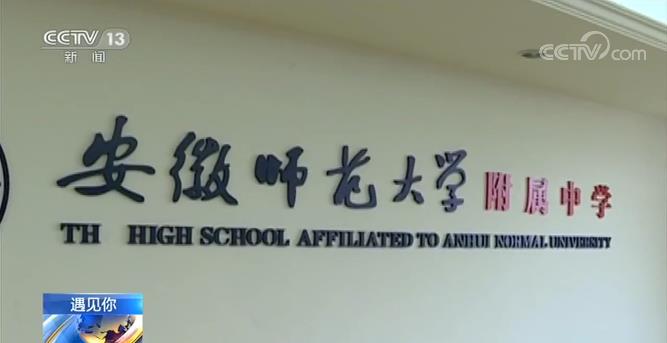 CCTV 13
新闻
CCTV.com
安徽师范大学附属中学
TH HIGH SCHOOL AFFILIATED TO ANHUI NORMAL UNIVERSITY
遇见你